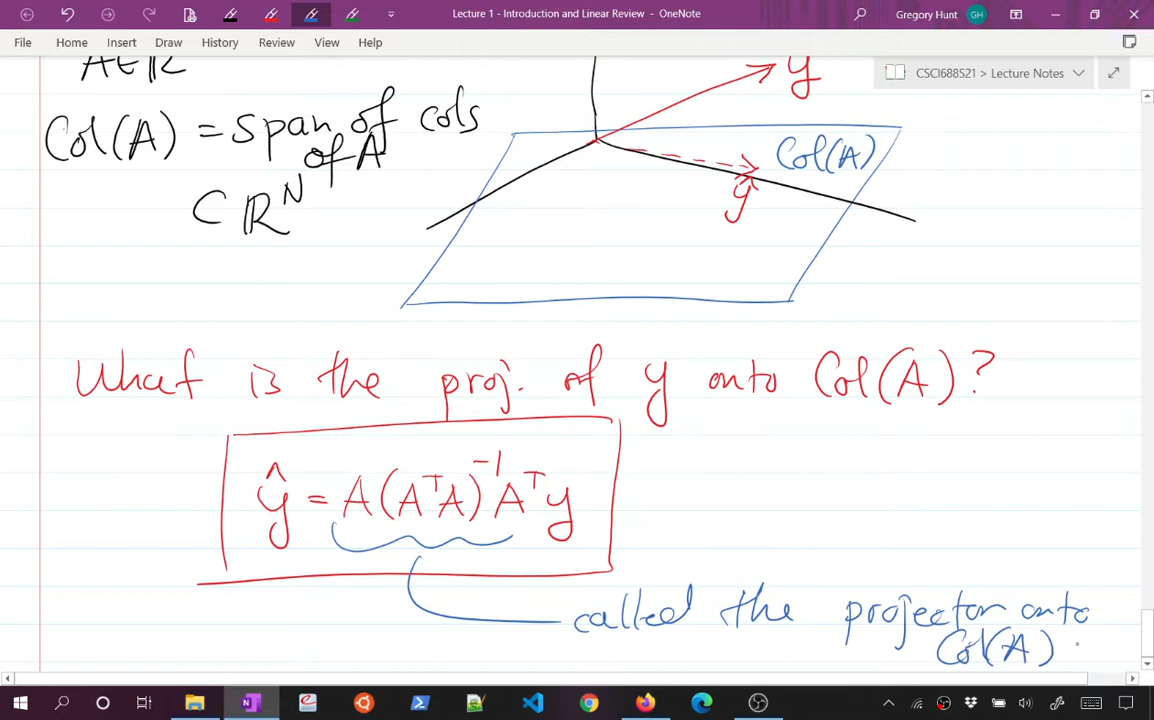 Lecture 1 - Introduction and Linear Review - OneNote
Gregory Hunt
GH
File Home Insert Draw History Review View Help
CSCI688S21 > Lecture Notes
Col(A) = span of cols
of A
⊂ ℝᴺ
y
Col(A)
ŷ
What is the proj. of y onto Col(A)?
ŷ = A(AᵀA)⁻¹Aᵀy
called the projector onto
Col(A)